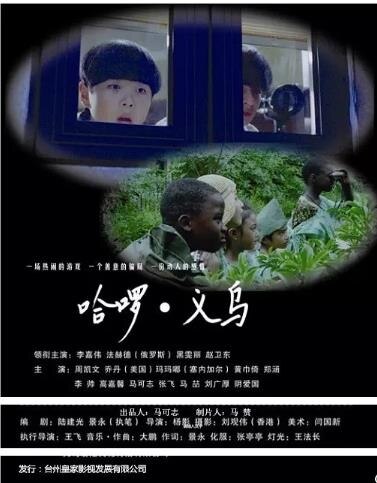 一场热闹的游戏 一个善意的骗局 一份动人的感情
哈啰·义乌
领衔主演：李嘉伟 法赫德（俄罗斯） 黑雯丽 赵卫东
主 演：周凯文 乔丹（美国）玛玛嘟（塞内加尔）黄巾倚 郑涵
李 帅 高嘉馨 马可志 张飞 马 喆 刘广厚 阴爱国
出品人：马可志 制片人：马 赞
编 剧：陆建光 景永（执笔） 导演：杨影 摄影：刘观伟（香港） 美术：闫国新
执行导演：王飞 音乐·作曲：大鹏 作词：景永 化服：张亭亭 灯光：王法长
发行：台州皇家影视发展有限公司